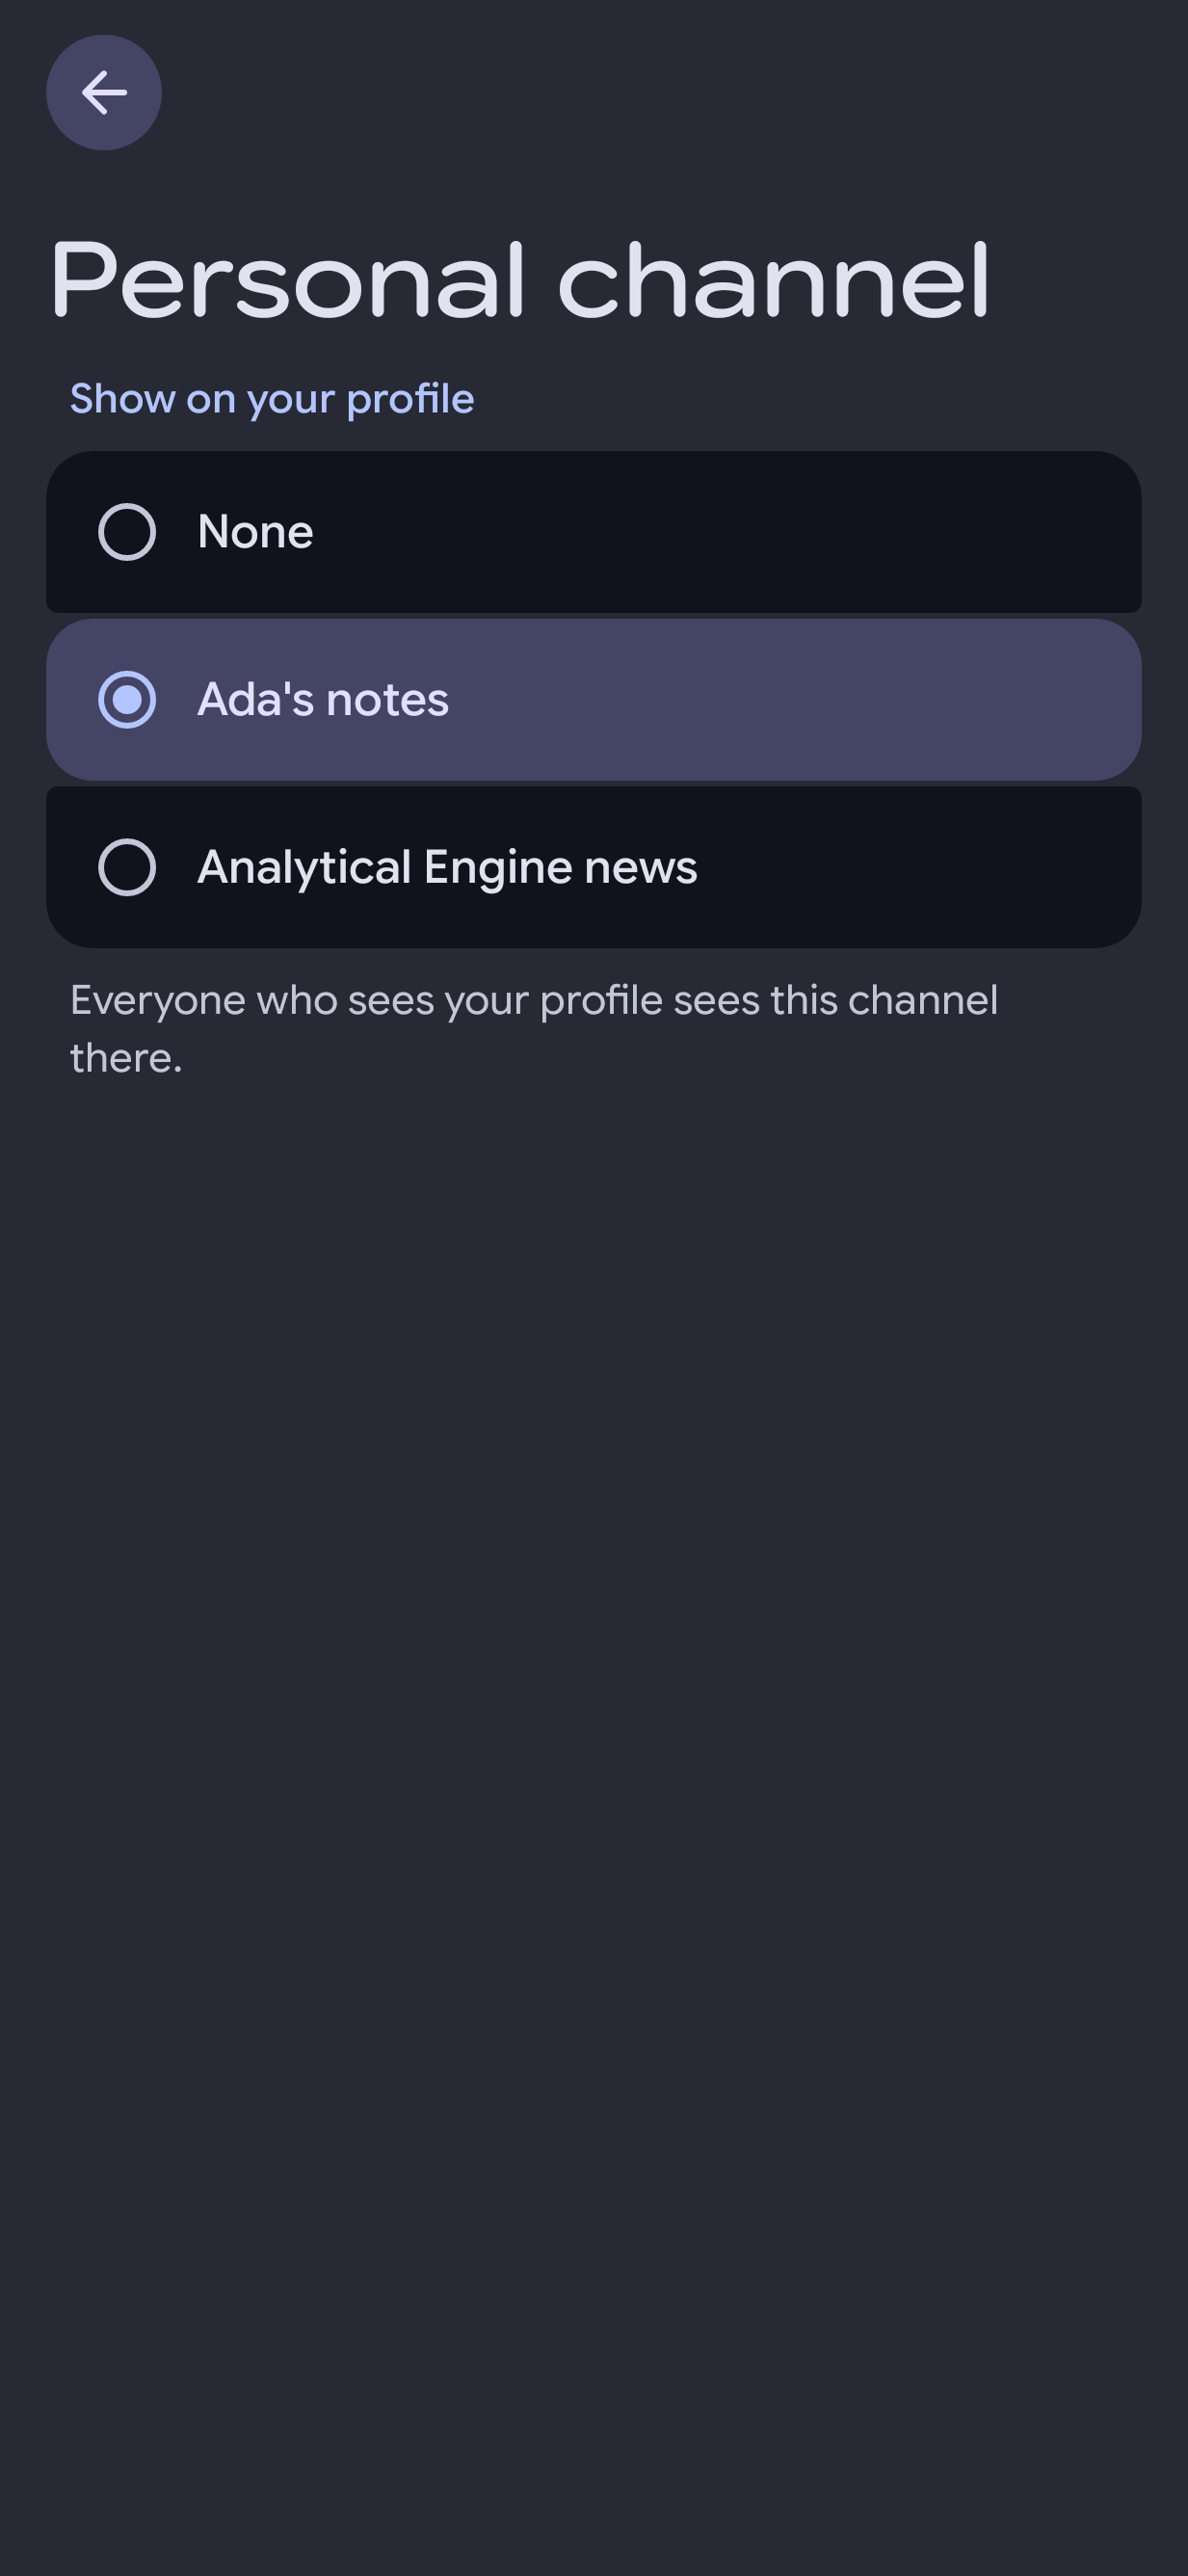 Personal channel
Show on your profile
None
Ada's notes
Analytical Engine news
Everyone who sees your profile sees this channel
there.